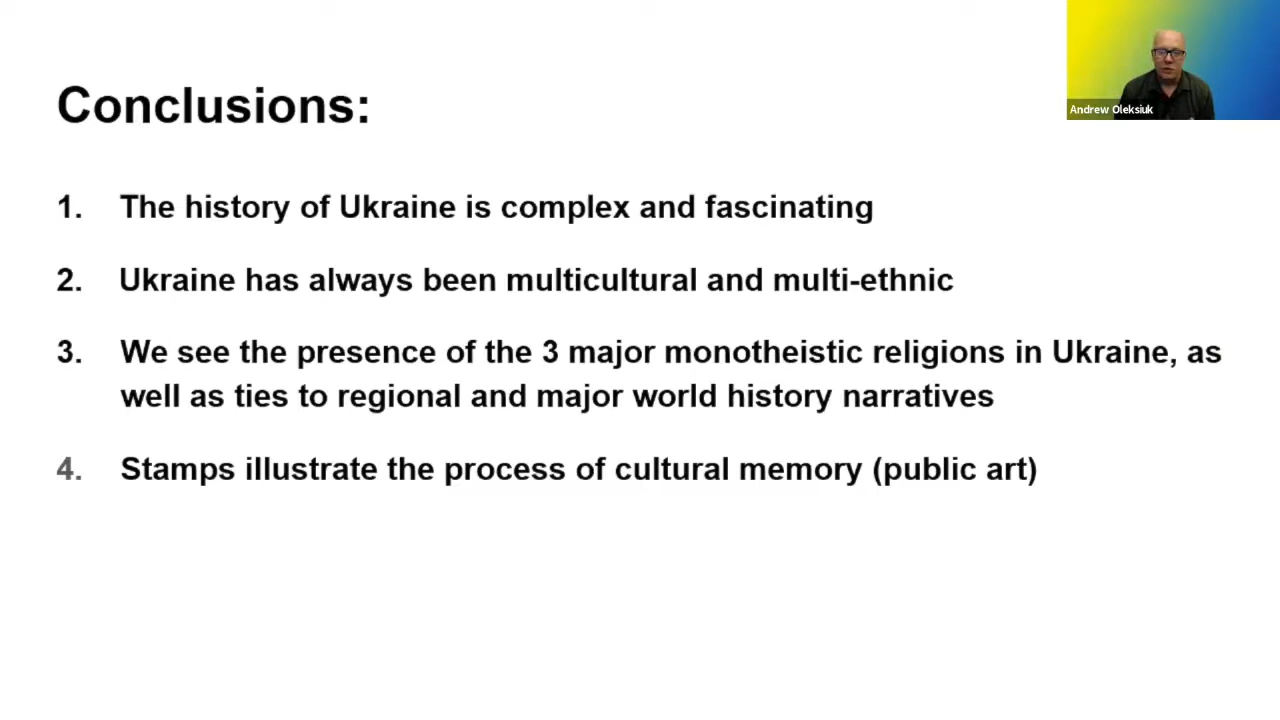 Andrew Oleksiuk
Conclusions:
1. The history of Ukraine is complex and fascinating
2. Ukraine has always been multicultural and multi-ethnic
3. We see the presence of the 3 major monotheistic religions in Ukraine, as
well as ties to regional and major world history narratives
4. Stamps illustrate the process of cultural memory (public art)